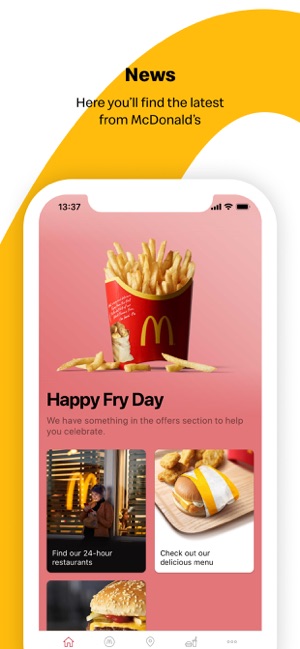 News
Here you'll find the latest
from McDonald's
13:37
Happy Fry Day
We have something in the offers section to help
you celebrate.
Find our 24-hour
restaurants
Check out our
delicious menu